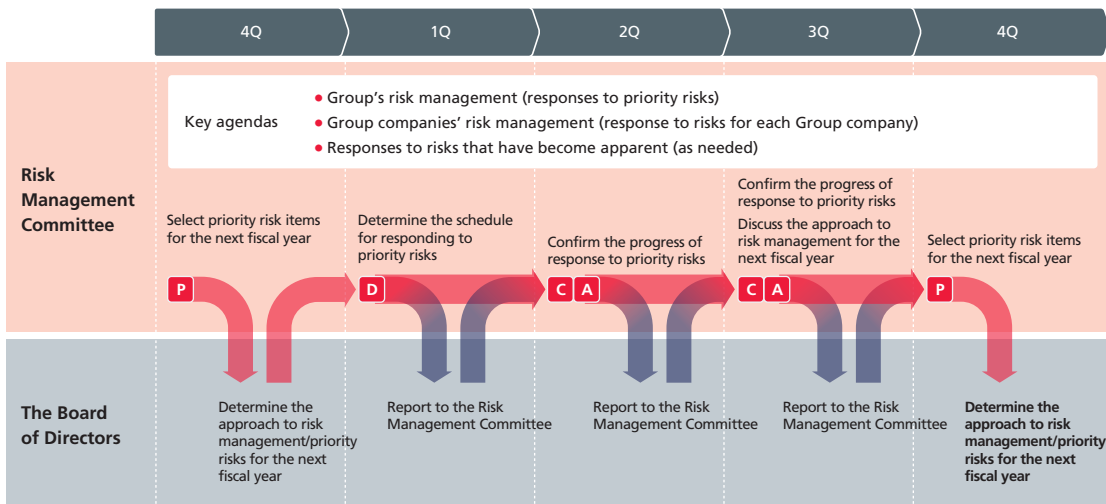 4Q
1Q
2Q
3Q
4Q
Key agendas
• Group's risk management (responses to priority risks)
• Group companies' risk management (response to risks for each Group company)
• Responses to risks that have become apparent (as needed)
Risk
Management
Committee
Select priority risk items
for the next fiscal year
Determine the schedule
for responding to
priority risks
Confirm the progress of
response to priority risks
Confirm the progress of
response to priority risks
Discuss the approach to
risk management for the
next fiscal year
Select priority risk items
for the next fiscal year
P
D
C A
C A
P
The Board
of Directors
Determine the
approach to risk
management/priority
risks for the next
fiscal year
Report to the Risk
Management Committee
Report to the Risk
Management Committee
Report to the Risk
Management Committee
Determine the
approach to risk
management/priority
risks for the next
fiscal year